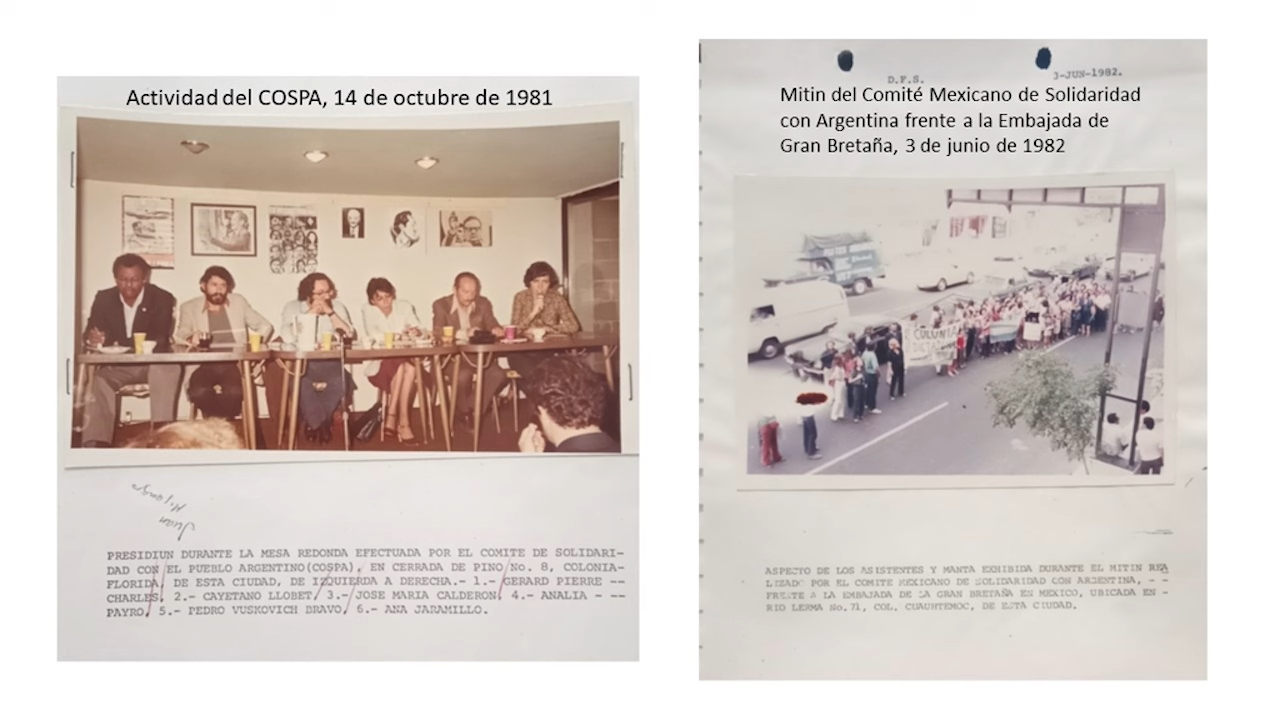 Actividad del COSPA, 14 de octubre de 1981
Juan
PRESIDIUN DURANTE LA MESA REDONDA EFECTUADA POR EL COMITE DE SOLIDARI-
DAD CON EL PUEBLO ARGENTINO(COSPA), EN CERRADA DE PINO No. 8, COLONIA-
FLORIDA, DE ESTA CIUDAD, DE IZQUIERDA A DERECHA.- 1.- GERARD PIERRE --
CHARLES, 2.- CAYETANO LLOBET, 3.- JOSE MARIA CALDERON, 4.- ANALIA - --
PAYRO, 5.- PEDRO VUSKOVICH BRAVO, 6.- ANA JARAMILLO.
D.F.S.
3-JUN-1982.
Mitin del Comité Mexicano de Solidaridad
con Argentina frente a la Embajada de
Gran Bretaña, 3 de junio de 1982
COLONIA
ASPECTO DE LOS ASISTENTES Y MANTA EXHIBIDA DURANTE EL MITIN REA
LIZADO POR EL COMITE MEXICANO DE SOLIDARIDAD CON ARGENTINA, - -
FRENTE A LA EMBAJADA DE LA GRAN BRETAÑA EN MEXICO, UBICADA EN -
RIO LERMA No. 71, COL. CUAUHTEMOC, DE ESTA CIUDAD.